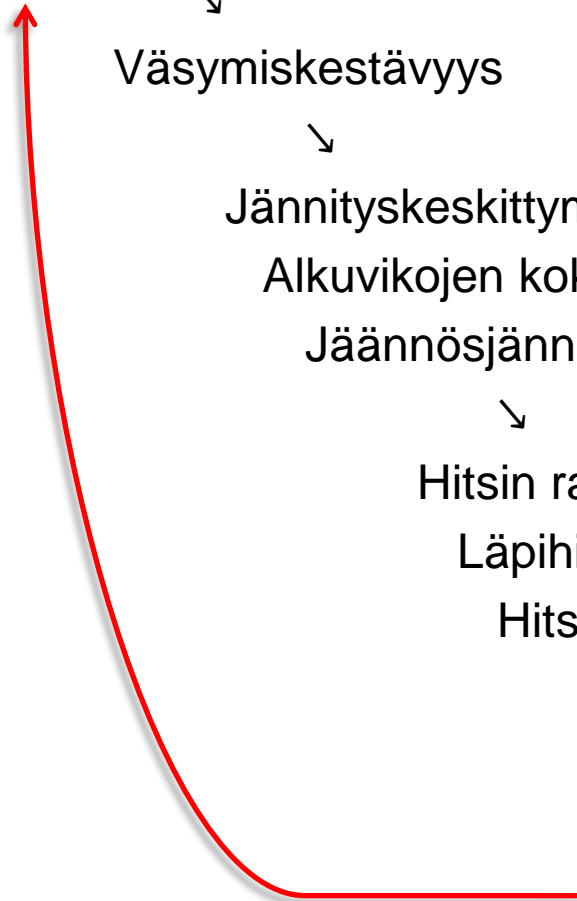 Väsymiskestävyys
Jännityskeskittym
Alkuvikojen kok
Jäännösjänn
Hitsin ra
Läpihi
Hits